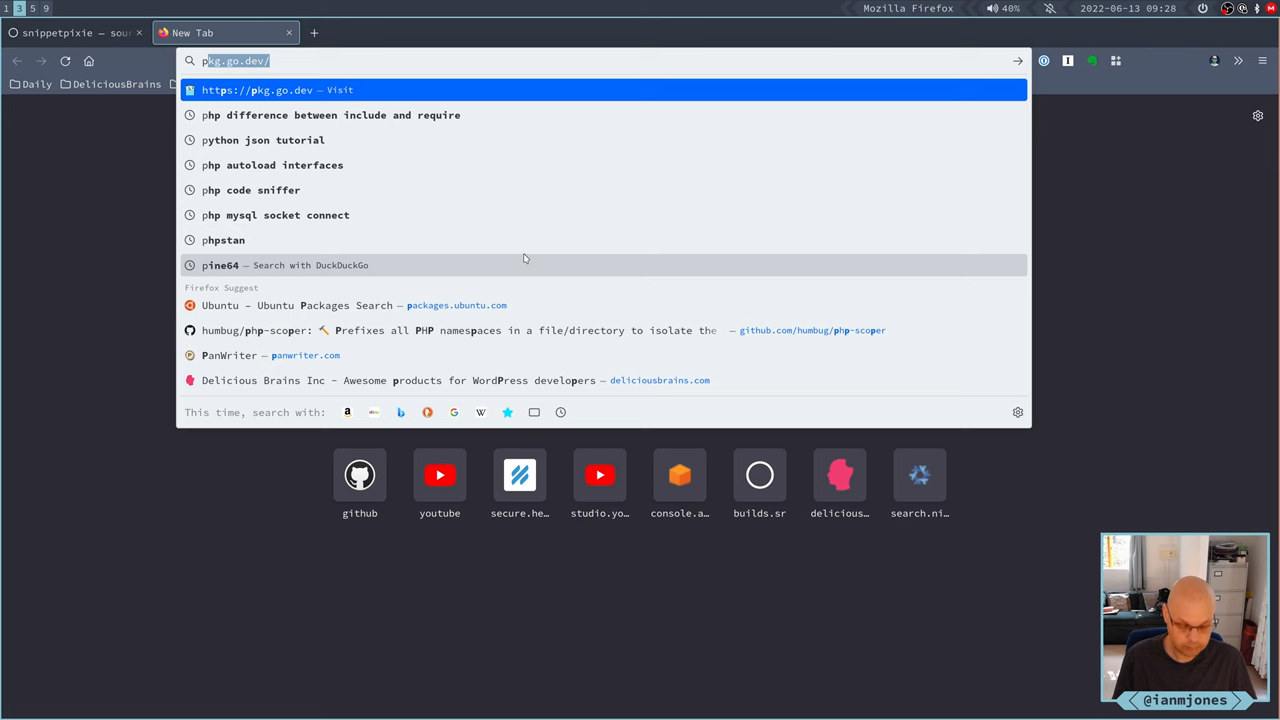 1 3 5 9
Mozilla Firefox
40%
2022-06-13 09:28
snippetpixie — sour
New Tab
pkg.go.dev/
Daily
DeliciousBrains
https://pkg.go.dev — Visit
php difference between include and require
python json tutorial
php autoload interfaces
php code sniffer
php mysql socket connect
phpstan
pine64 — Search with DuckDuckGo
Firefox Suggest
Ubuntu – Ubuntu Packages Search — packages.ubuntu.com
humbug/php-scoper: 🔨 Prefixes all PHP namespaces in a file/directory to isolate the — github.com/humbug/php-scoper
PanWriter — panwriter.com
Delicious Brains Inc - Awesome products for WordPress developers — deliciousbrains.com
This time, search with:
github
youtube
secure.he…
studio.yo…
console.a…
builds.sr
delicious…
search.ni…
@ianmjones